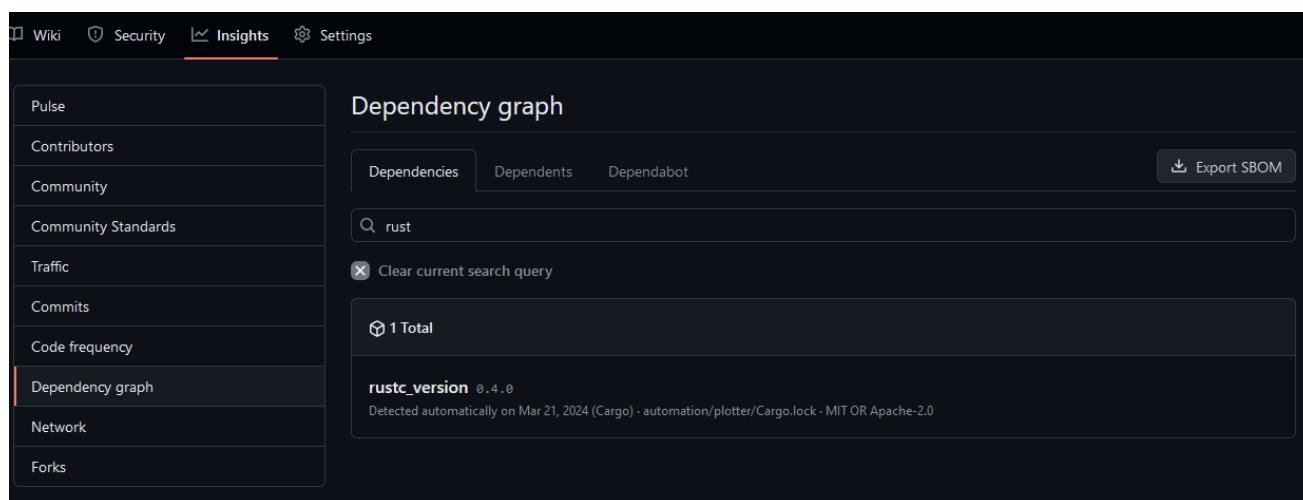 Wiki Security Insights Settings
Pulse
Contributors
Community
Community Standards
Traffic
Commits
Code frequency
Dependency graph
Network
Forks
Dependency graph
Dependencies Dependents Dependabot Export SBOM
rust
Clear current search query
1 Total
rustc_version 0.4.0
Detected automatically on Mar 21, 2024 (Cargo) · automation/plotter/Cargo.lock · MIT OR Apache-2.0